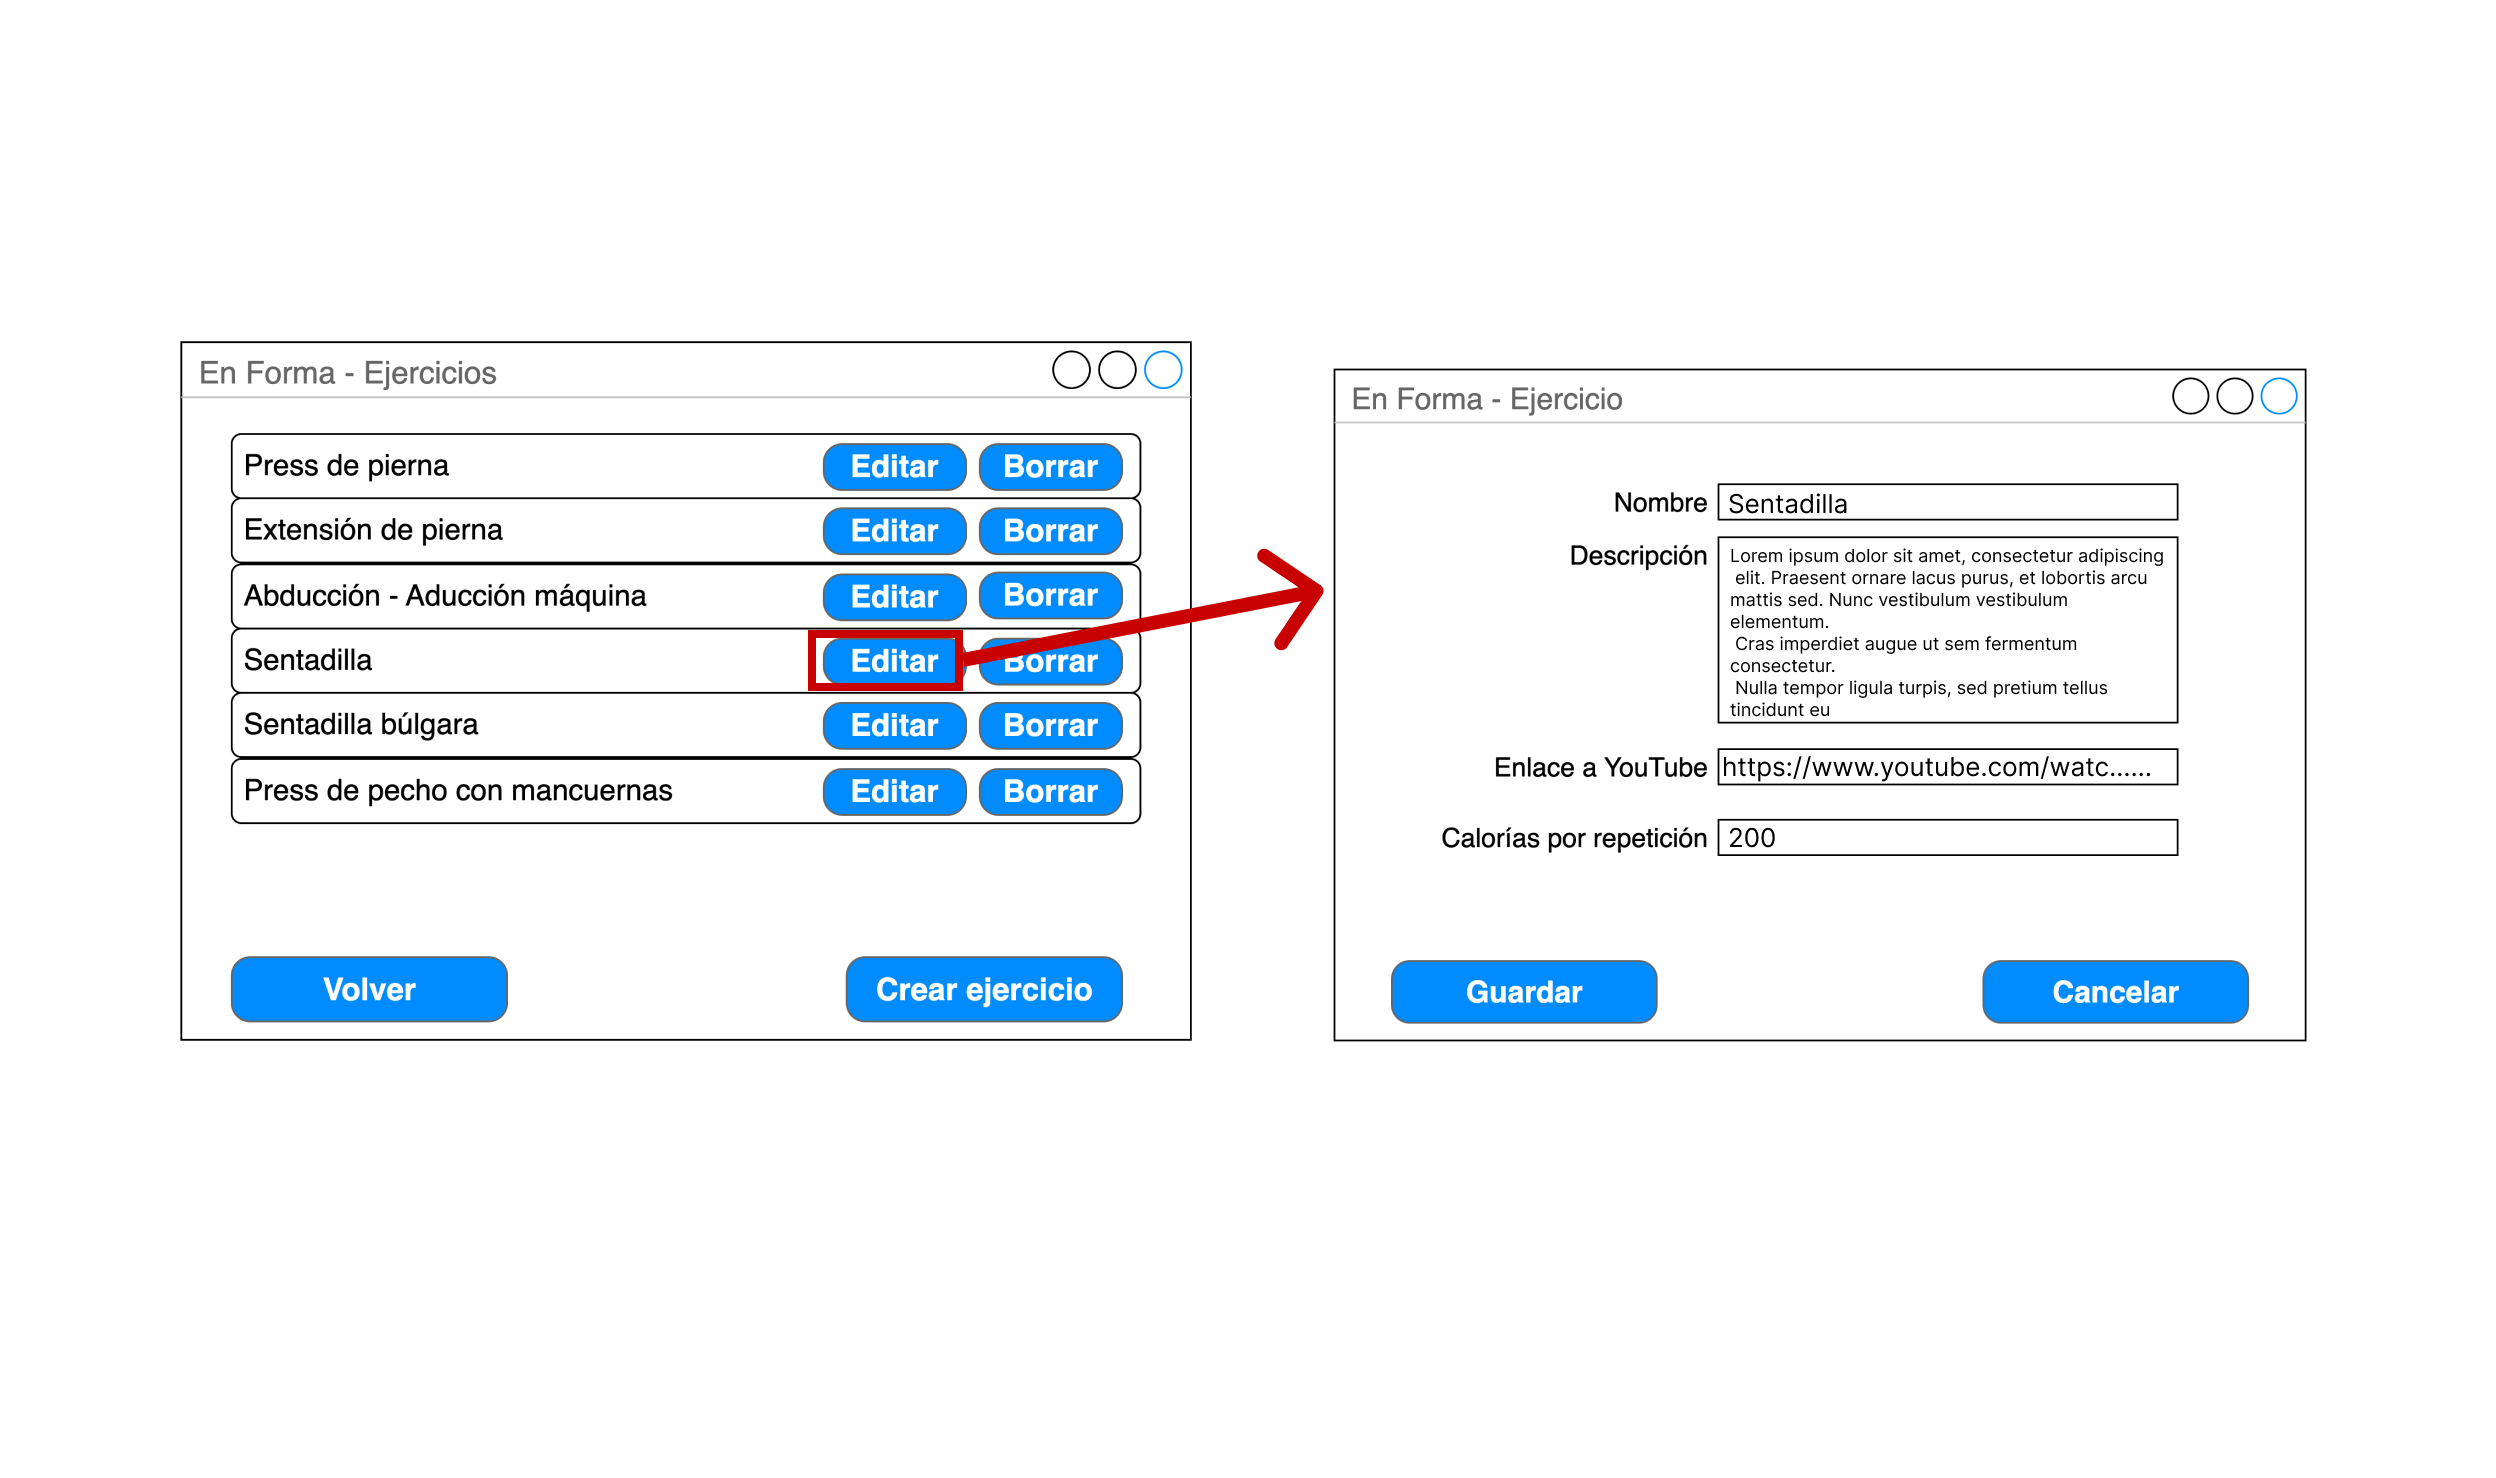 En Forma - Ejercicios
Press de pierna Editar Borrar
Extensión de pierna Editar Borrar
Abducción - Aducción máquina Editar Borrar
Sentadilla Editar Borrar
Sentadilla búlgara Editar Borrar
Press de pecho con mancuernas Editar Borrar
Volver Crear ejercicio
En Forma - Ejercicio
Nombre Sentadilla
Descripción Lorem ipsum dolor sit amet, consectetur adipiscing
elit. Praesent ornare lacus purus, et lobortis arcu
mattis sed. Nunc vestibulum vestibulum
elementum.
Cras imperdiet augue ut sem fermentum
consectetur.
Nulla tempor ligula turpis, sed pretium tellus
tincidunt eu
Enlace a YouTube https://www.youtube.com/watc......
Calorías por repetición 200
Guardar Cancelar